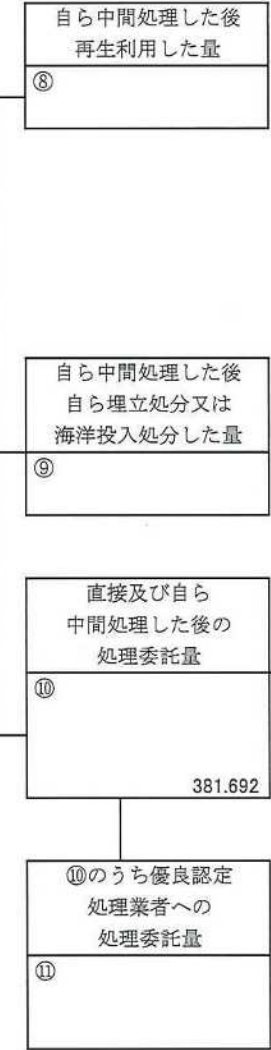 自ら中間処理した後
再生利用した量
⑧
自ら中間処理した後
自ら埋立処分又は
海洋投入処分した量
⑨
直接及び自ら
中間処理した後の
処理委託量
⑩
381.692
⑩のうち優良認定
処理業者への
処理委託量
⑪